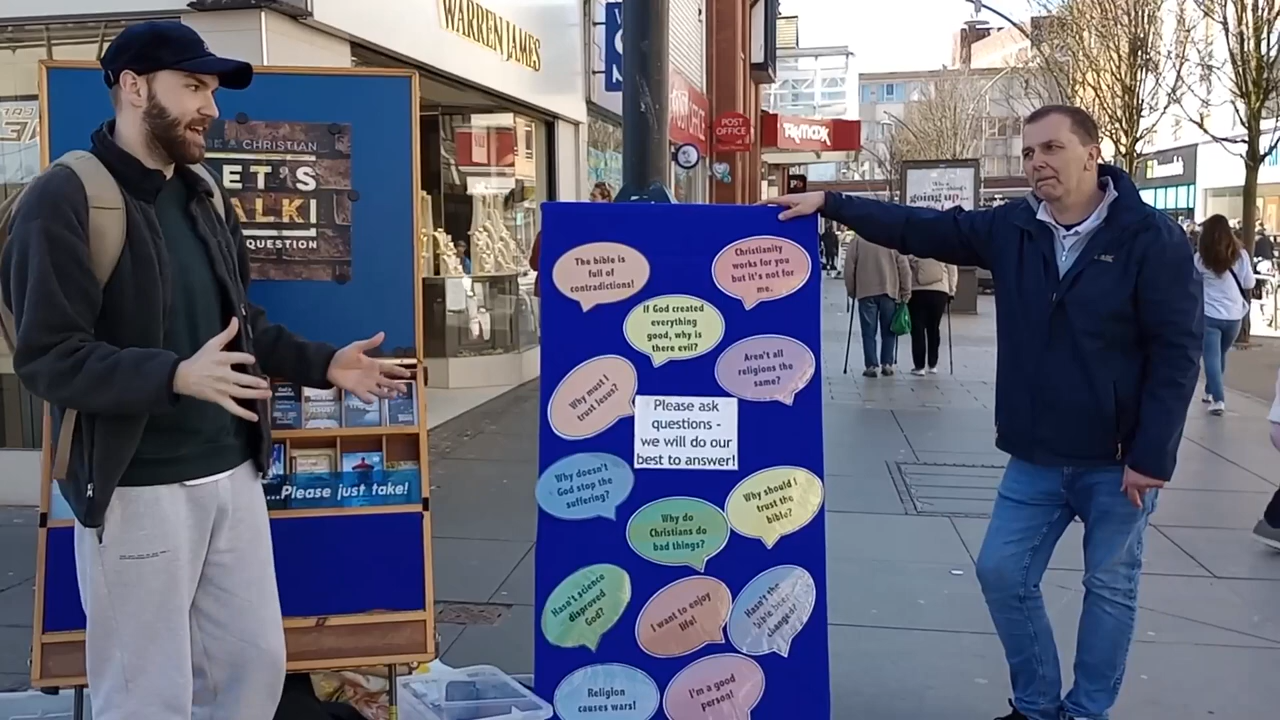 WARREN JAMES
POST
OFFICE
POST OFFICE
TK Maxx
going up
A CHRISTIAN
LET'S
TALK!
QUESTION
Please just take!
The bible is
full of
contradictions!
Christianity
works for you
but it's not for
me.
If God created
everything
good, why is
there evil?
Aren't all
religions the
same?
Why must I
trust Jesus?
Please ask
questions -
we will do our
best to answer!
Why doesn't
God stop the
suffering?
Why should I
trust the
bible?
Why do
Christians do
bad things?
Hasn't science
disproved
God?
I want to enjoy
life!
Hasn't the
bible been
changed?
Religion
causes wars!
I'm a good
person!